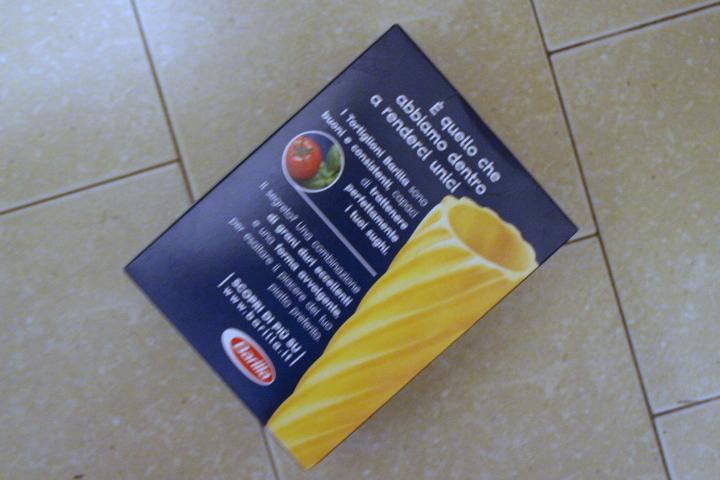 È quello che
abbiamo dentro
a renderci unici
I Tortiglioni Barilla sono
buoni e consistenti, capaci
di trattenere
perfettamente
i tuoi sughi.
Il segreto? Una combinazione
di grani duri eccellenti
e una forma avvolgente,
per esaltare il piacere del tuo
piatto preferito.
SCOPRI DI PIÙ SU
www.barilla.it
Barilla